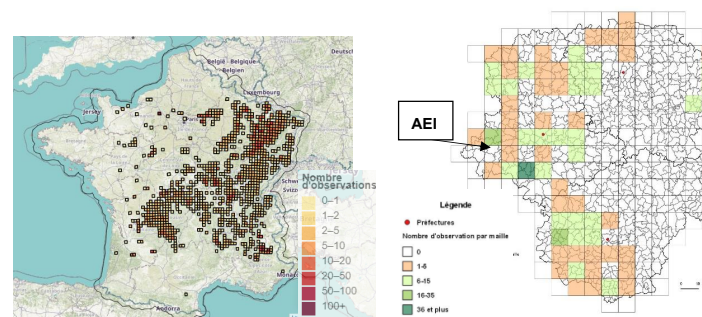 België - Belgique -
Belgien
Deutschl
Luxembourg
Jersey
Paris
Nombre
d'observations
0–1
1–2
2–5
5–10
10–20
20–50
50–100
100+
Andorra
AEI
Légende
Préfectures
Nombre d'observation par maille
0
1-5
6-15
16-35
36 et plus